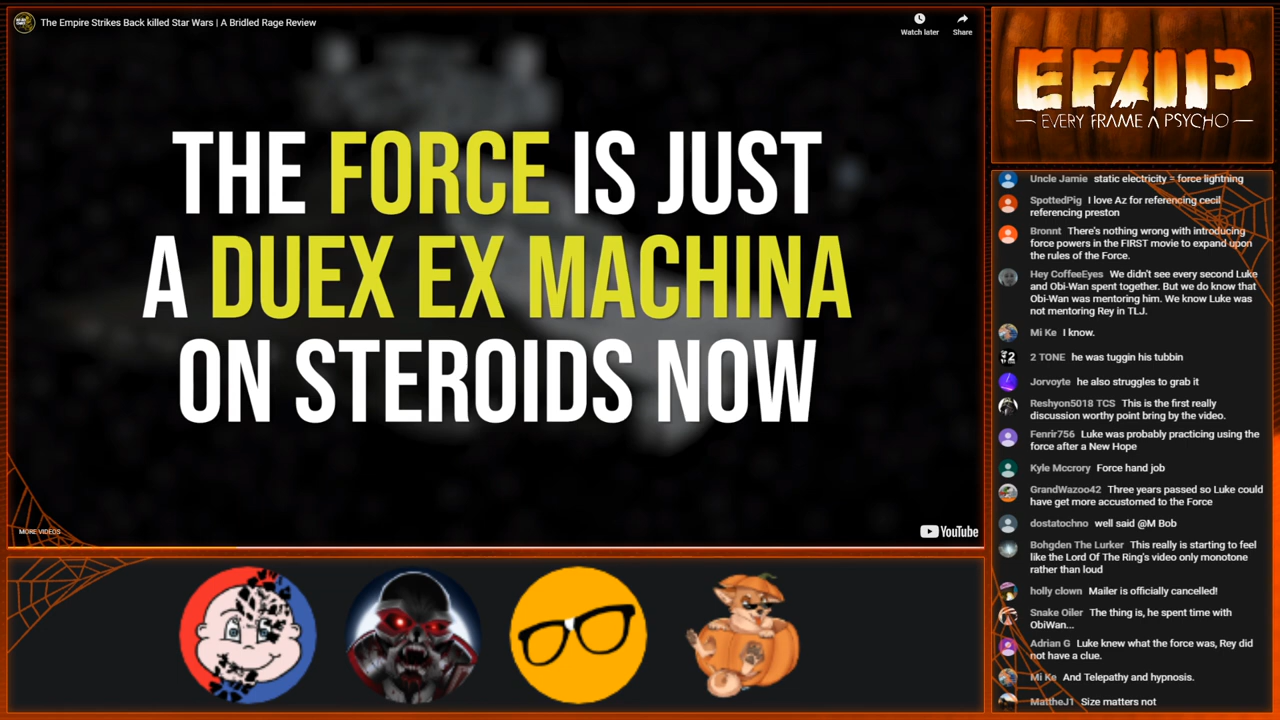 The Empire Strikes Back killed Star Wars | A Bridled Rage Review
Watch later
Share
THE FORCE IS JUST
A DUEX EX MACHINA
ON STEROIDS NOW
MORE VIDEOS
YouTube
EFAP
EVERY FRAME A PSYCHO
Uncle Jamie static electricity = force lightning
SpottedPig I love Az for referencing cecil
referencing preston
Bronnt There's nothing wrong with introducing
force powers in the FIRST movie to expand upon
the rules of the Force.
Hey CoffeeEyes We didn't see every second Luke
and Obi-Wan spent together. But we do know that
Obi-Wan was mentoring him. We know Luke was
not mentoring Rey in TLJ.
Mi Ke I know.
2 TONE he was tuggin his tubbin
Jorvoyte he also struggles to grab it
Reshyon5018 TCS This is the first really
discussion worthy point bring by the video.
Fenrir756 Luke was probably practicing using the
force after a New Hope
Kyle Mccrory Force hand job
GrandWazoo42 Three years passed so Luke could
have get more accustomed to the Force
dostatochno well said @M Bob
Bohgden The Lurker This really is starting to feel
like the Lord Of The Ring's video only monotone
rather than loud
holly clown Mailer is officially cancelled!
Snake Oiler The thing is, he spent time with
ObiWan...
Adrian G Luke knew what the force was, Rey did
not have a clue.
Mi Ke And Telepathy and hypnosis.
MattheJ1 Size matters not